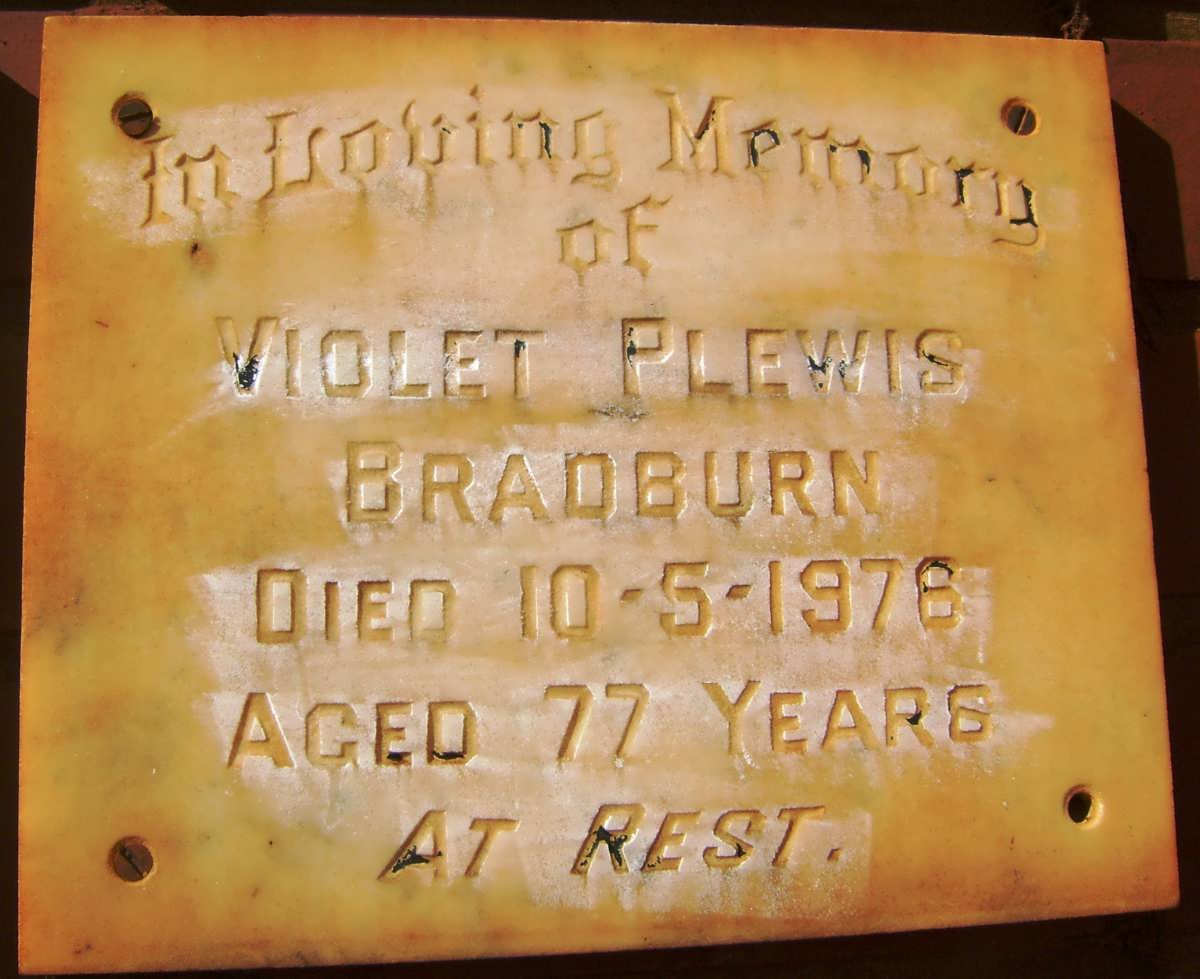 In Loving Memory
of
VIOLET PLEWIS
BRADBURN
DIED 10-5-1976
AGED 77 YEARS
AT REST.